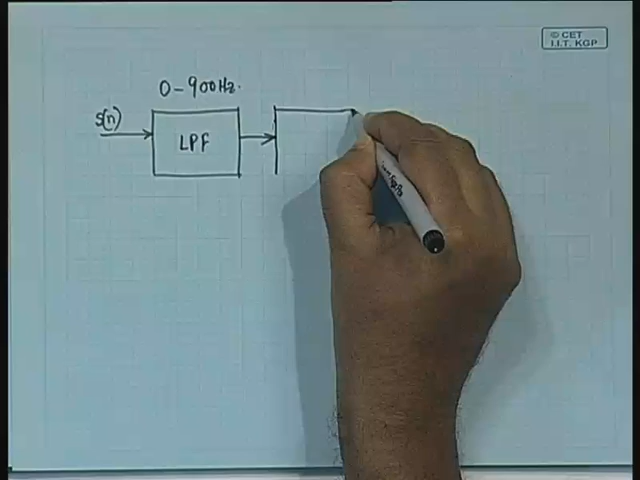 © CET
I.I.T. KGP
0-900Hz.
S(n)
LPF